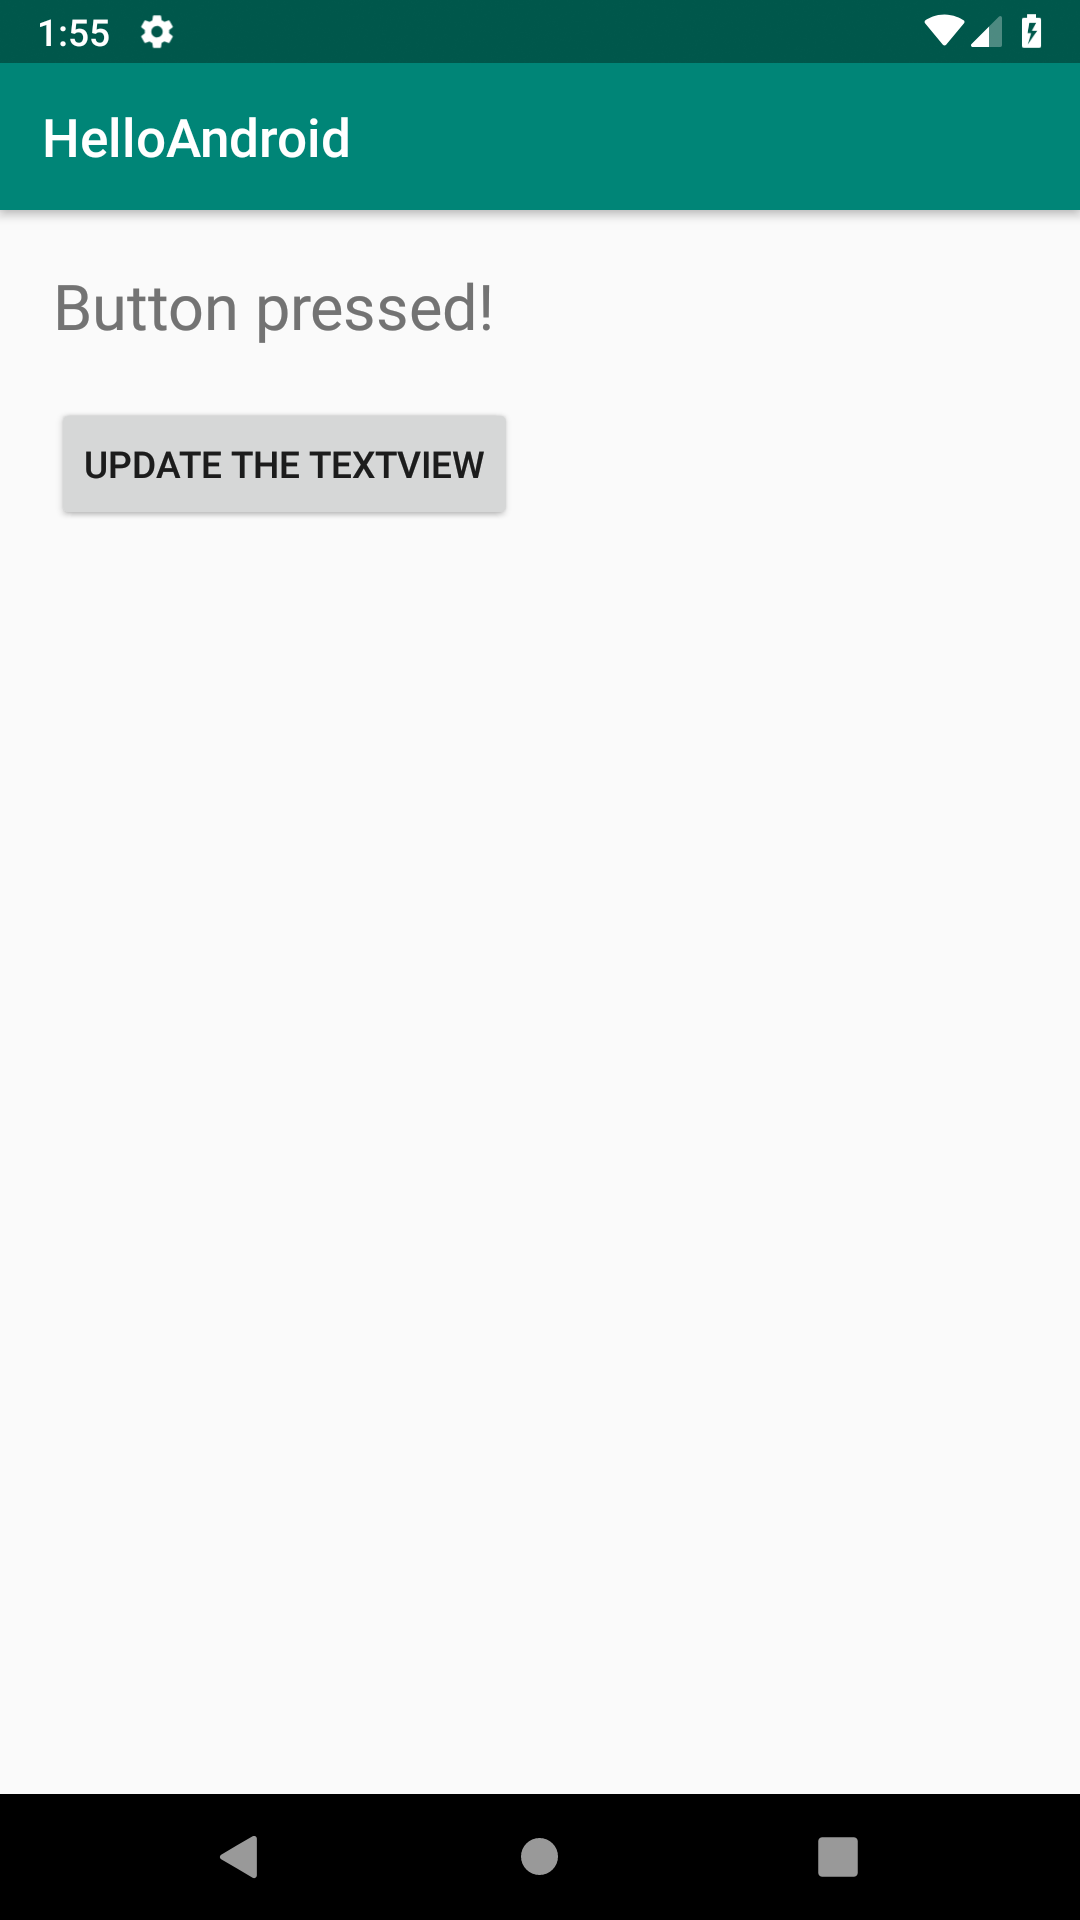 1:55
HelloAndroid
Button pressed!
UPDATE THE TEXTVIEW